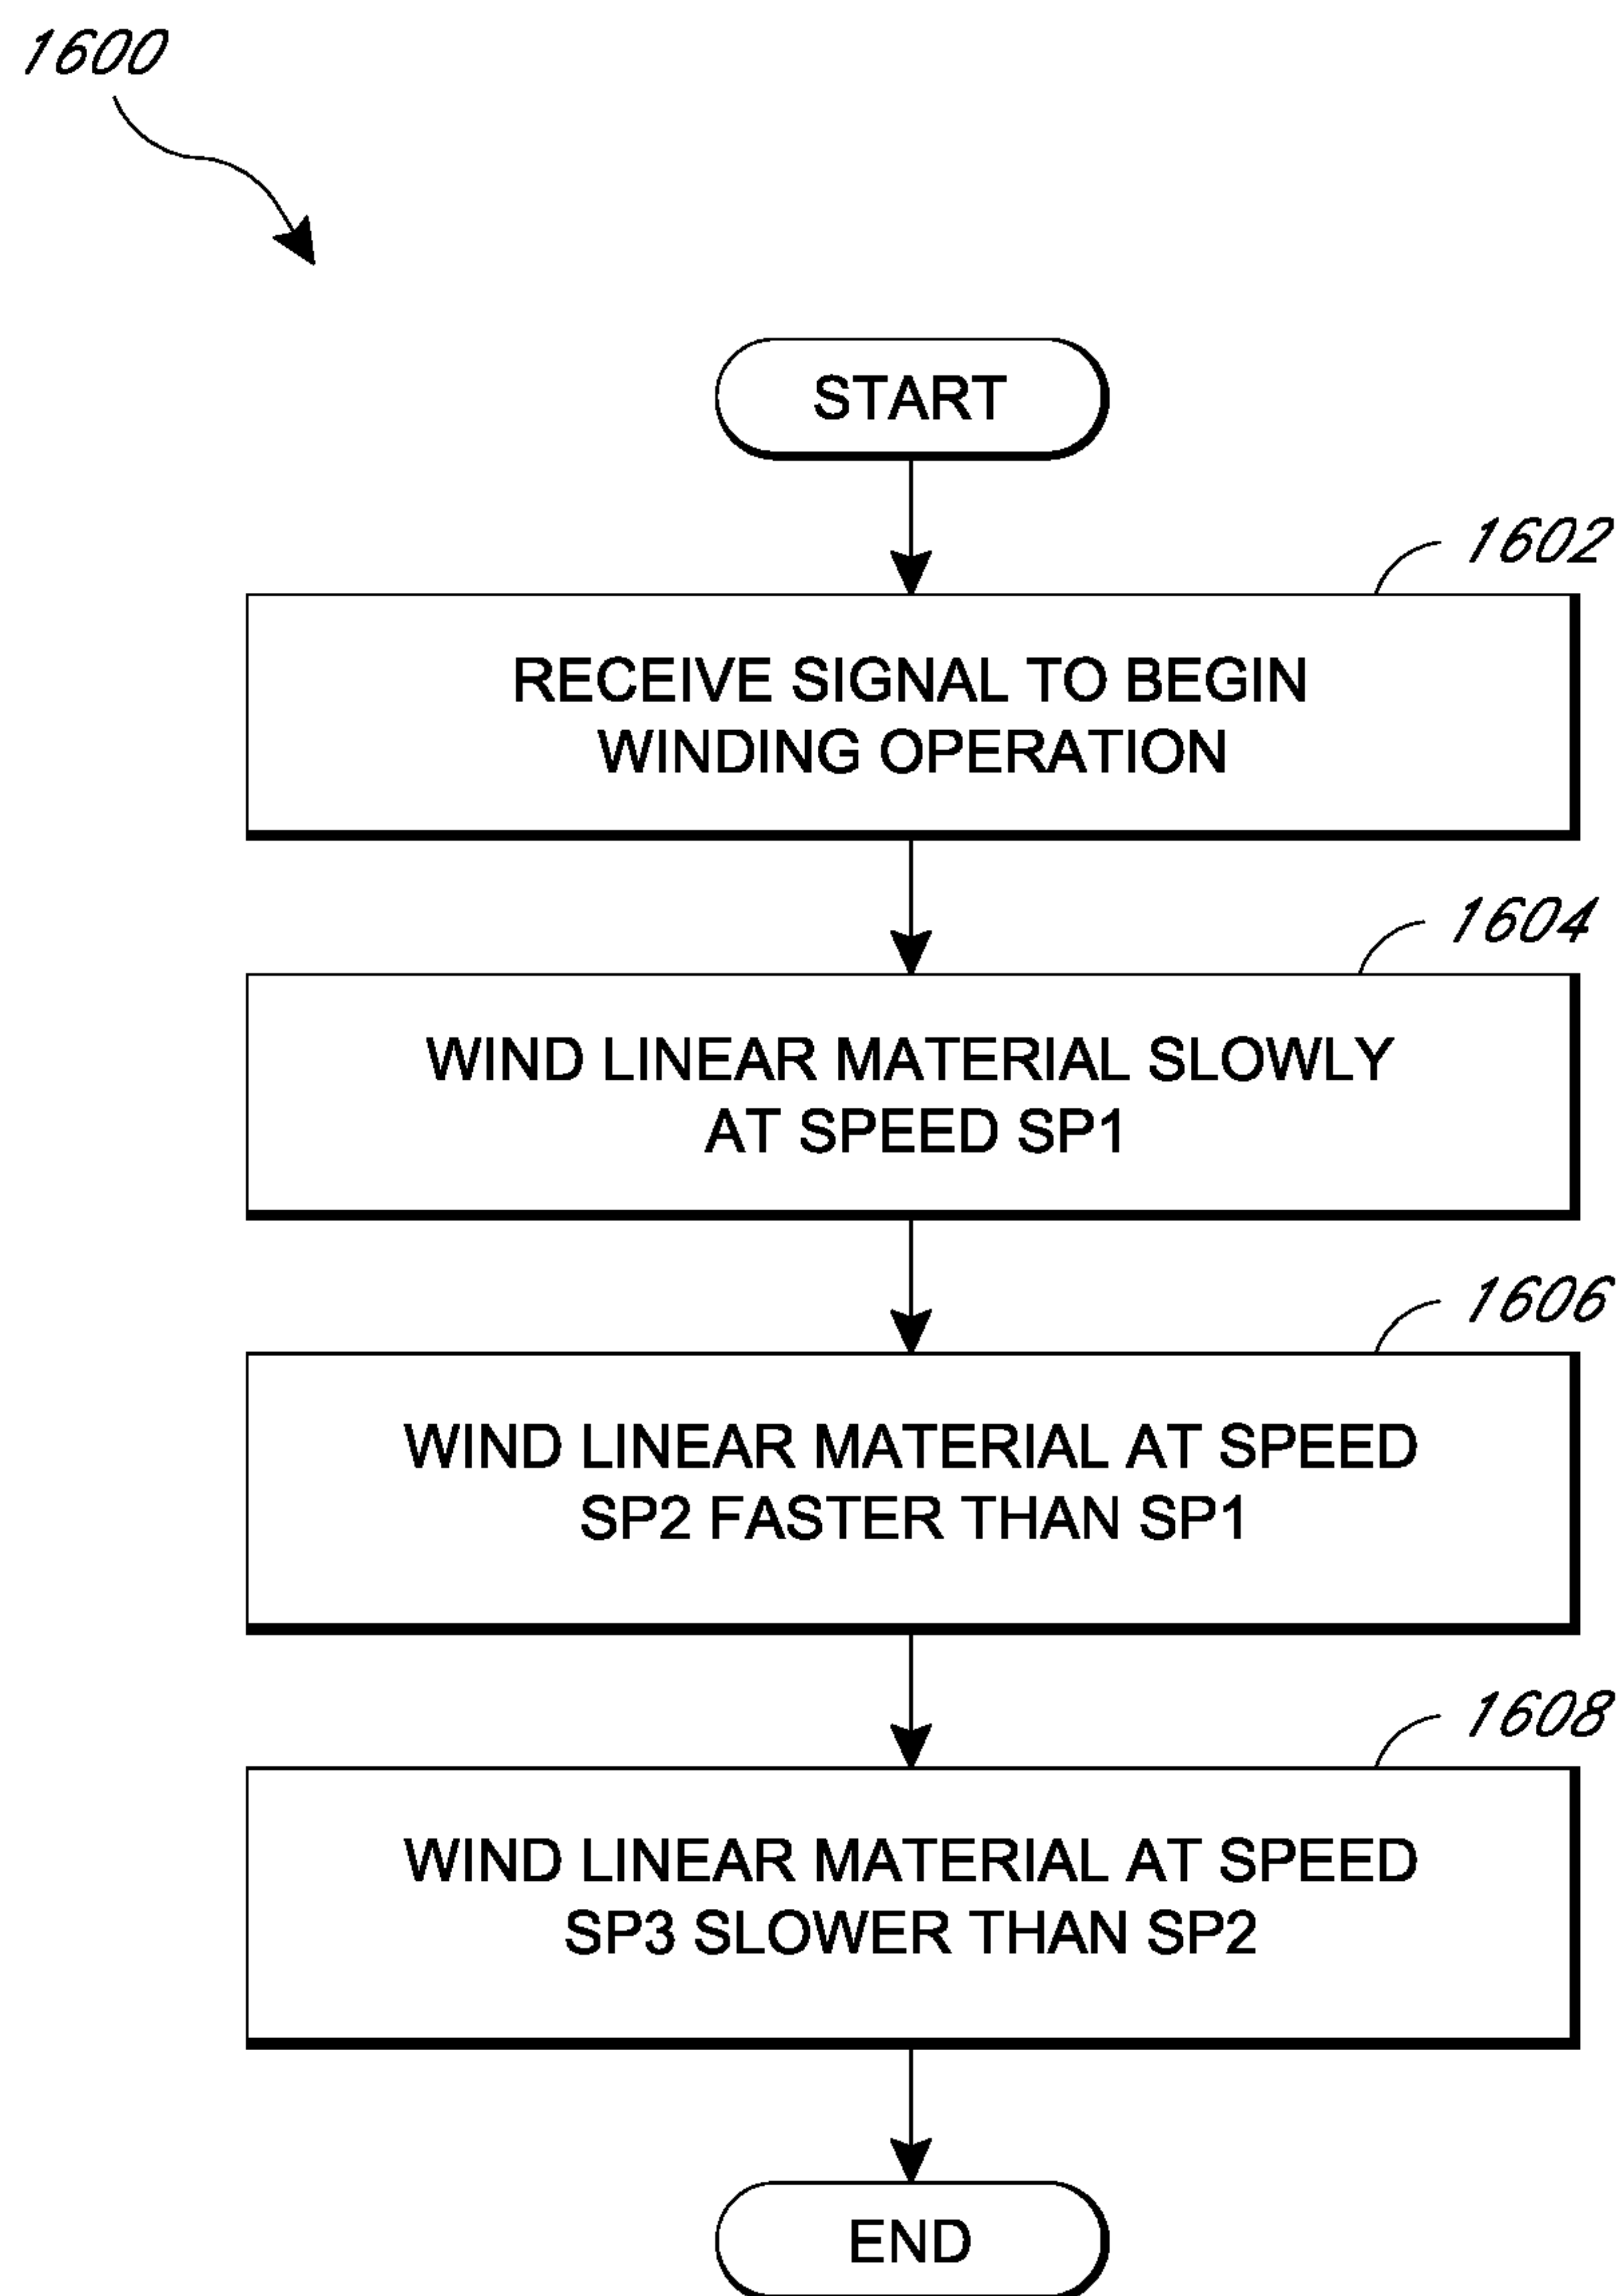 1600
START
1602
RECEIVE SIGNAL TO BEGIN
WINDING OPERATION
1604
WIND LINEAR MATERIAL SLOWLY
AT SPEED SP1
1606
WIND LINEAR MATERIAL AT SPEED
SP2 FASTER THAN SP1
1608
WIND LINEAR MATERIAL AT SPEED
SP3 SLOWER THAN SP2
END